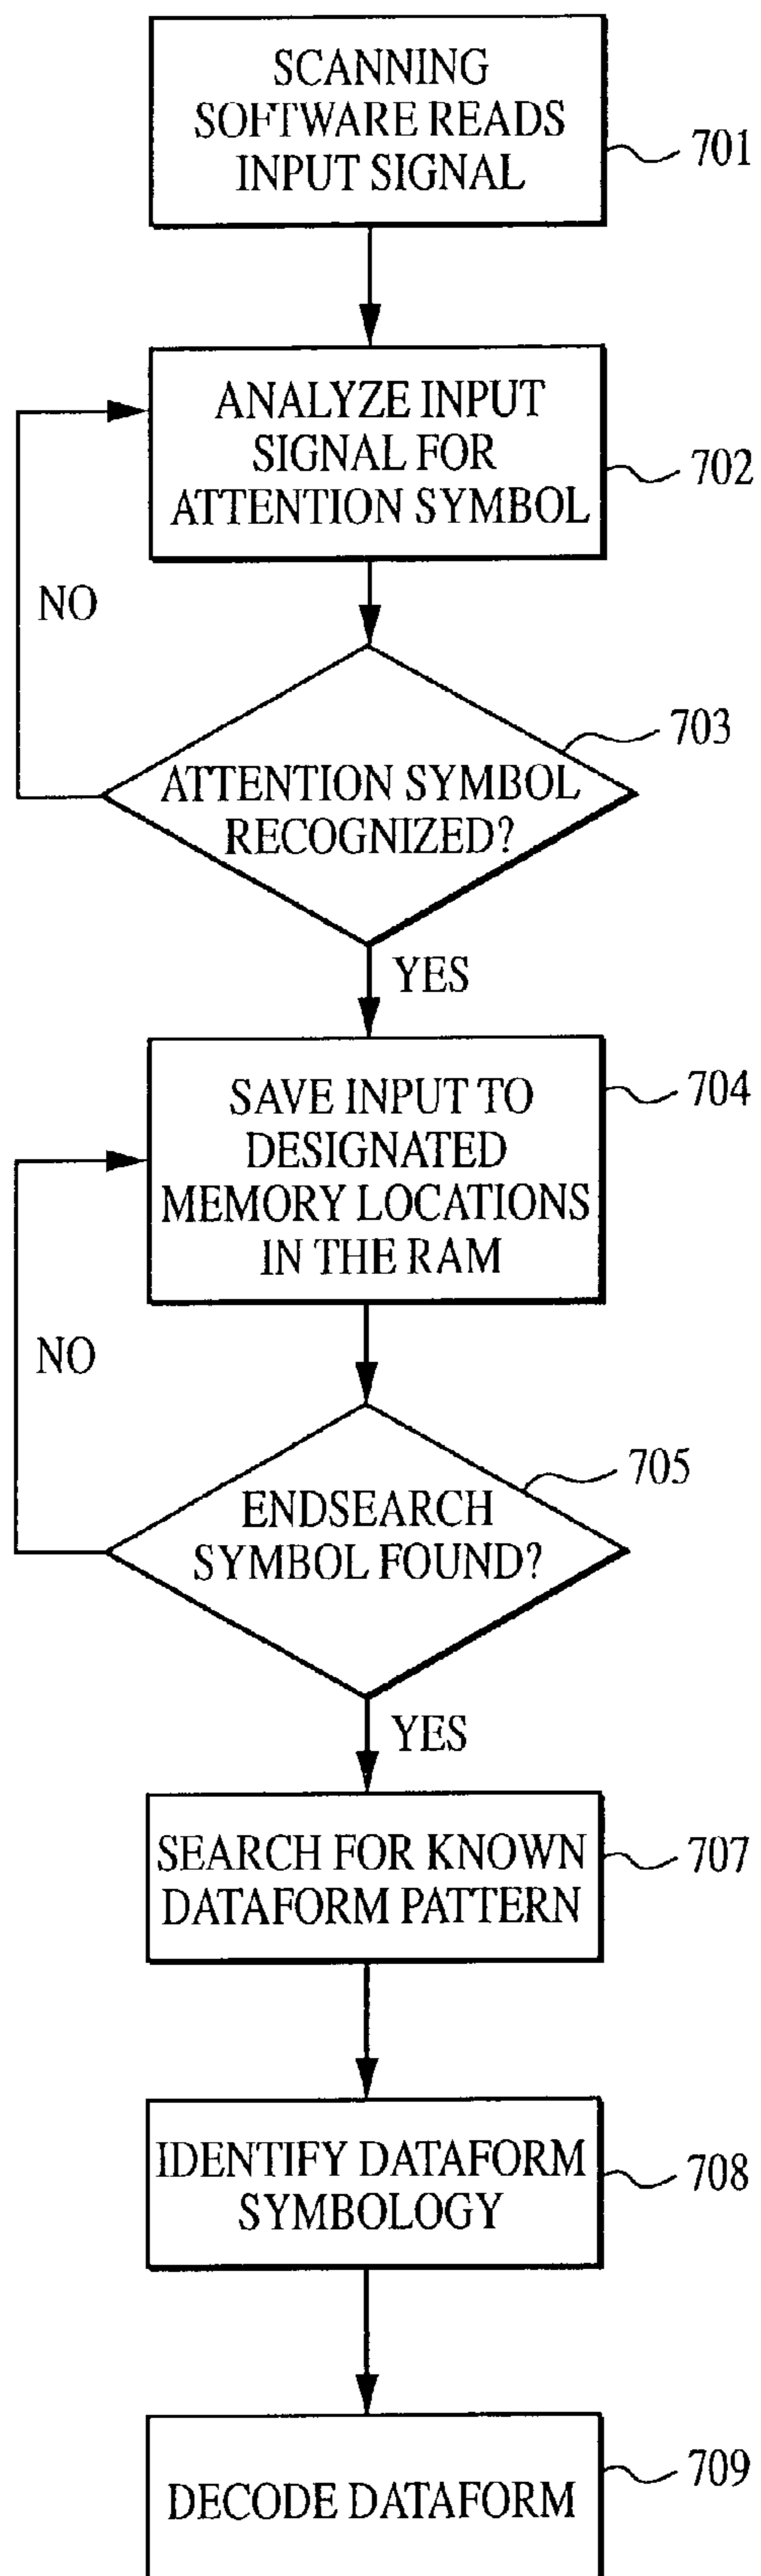 SCANNING
SOFTWARE READS
INPUT SIGNAL
701
ANALYZE INPUT
SIGNAL FOR
ATTENTION SYMBOL
702
NO
703
ATTENTION SYMBOL
RECOGNIZED?
YES
SAVE INPUT TO
DESIGNATED
MEMORY LOCATIONS
IN THE RAM
704
NO
705
ENDSEARCH
SYMBOL FOUND?
YES
SEARCH FOR KNOWN
DATAFORM PATTERN
707
IDENTIFY DATAFORM
SYMBOLOGY
708
DECODE DATAFORM
709